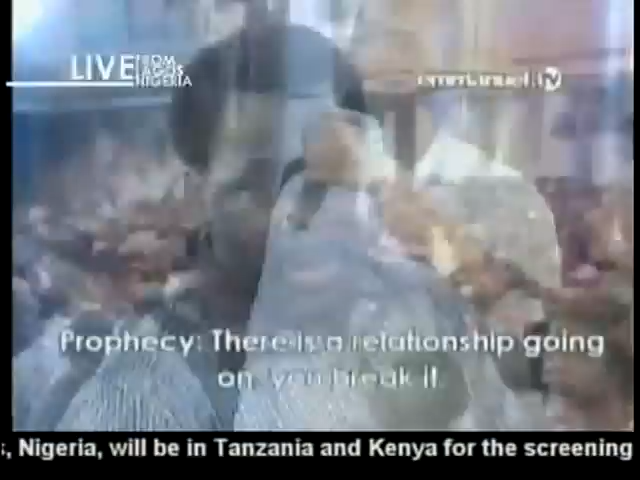 LIVE FROM
LAGOS
NIGERIA
emmanuel.tv
Prophecy: There is a relationship going
on, you break it.
s, Nigeria, will be in Tanzania and Kenya for the screening